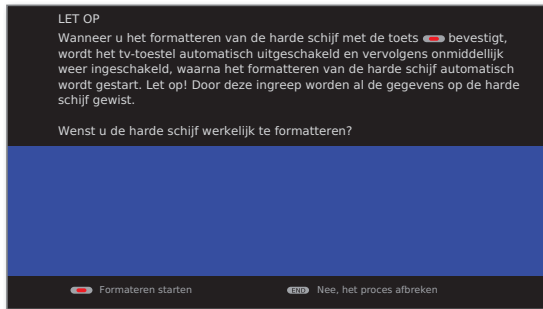 LET OP
Wanneer u het formatteren van de harde schijf met de toets bevestigt,
wordt het tv-toestel automatisch uitgeschakeld en vervolgens onmiddellijk
weer ingeschakeld, waarna het formatteren van de harde schijf automatisch
wordt gestart. Let op! Door deze ingreep worden al de gegevens op de harde
schijf gewist.
Wenst u de harde schijf werkelijk te formatteren?
Formateren starten
END Nee, het proces afbreken